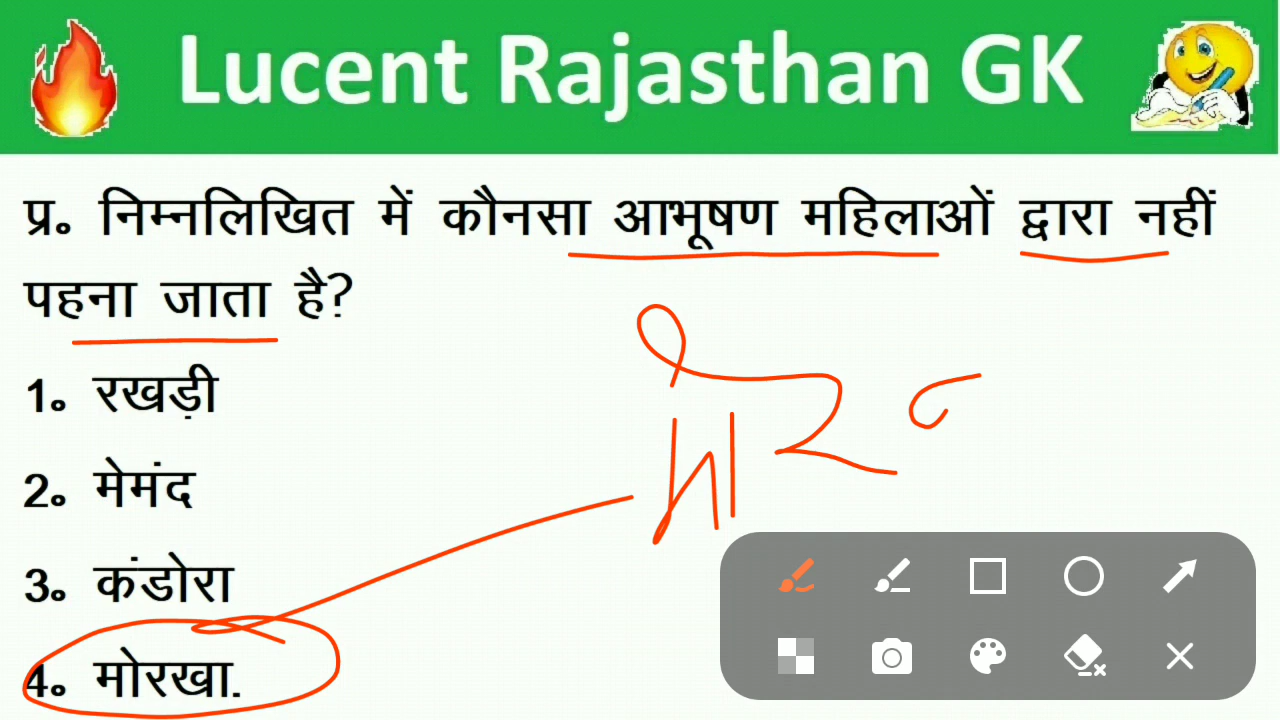 Lucent Rajasthan GK
प्र. निम्नलिखित में कौनसा आभूषण महिलाओं द्वारा नहीं
पहना जाता है?
1. रखड़ी
2. मेमंद
3. कंडोरा
4. मोरखा.